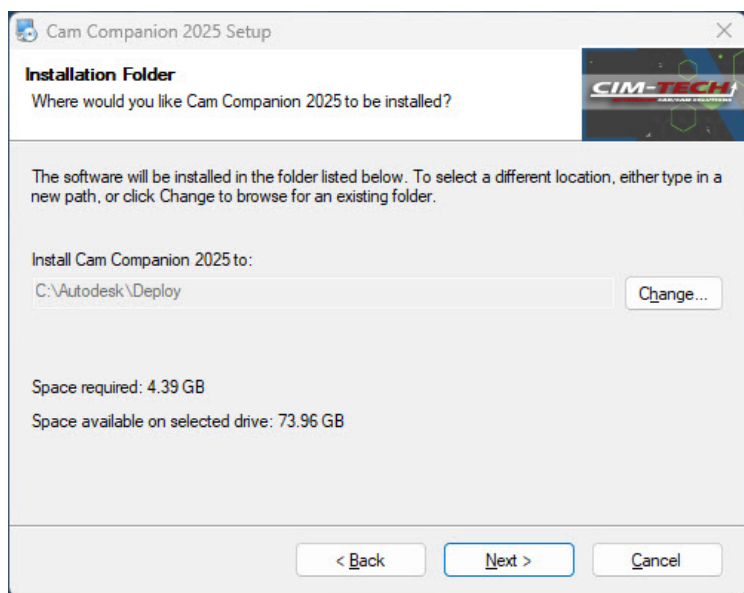 Cam Companion 2025 Setup
Installation Folder
Where would you like Cam Companion 2025 to be installed?
CIM-TECH
CAD/CAM SOLUTIONS
The software will be installed in the folder listed below. To select a different location, either type in a
new path, or click Change to browse for an existing folder.
Install Cam Companion 2025 to:
C:\Autodesk\Deploy
Change...
Space required: 4.39 GB
Space available on selected drive: 73.96 GB
< Back
Next >
Cancel